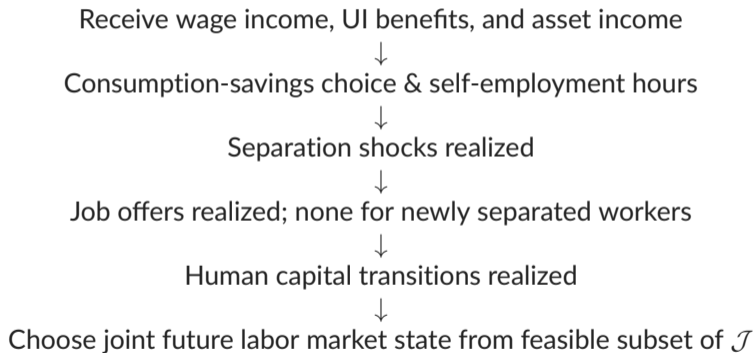 Receive wage income, UI benefits, and asset income
↓
Consumption-savings choice & self-employment hours
↓
Separation shocks realized
↓
Job offers realized; none for newly separated workers
↓
Human capital transitions realized
↓
Choose joint future labor market state from feasible subset of 𝒥